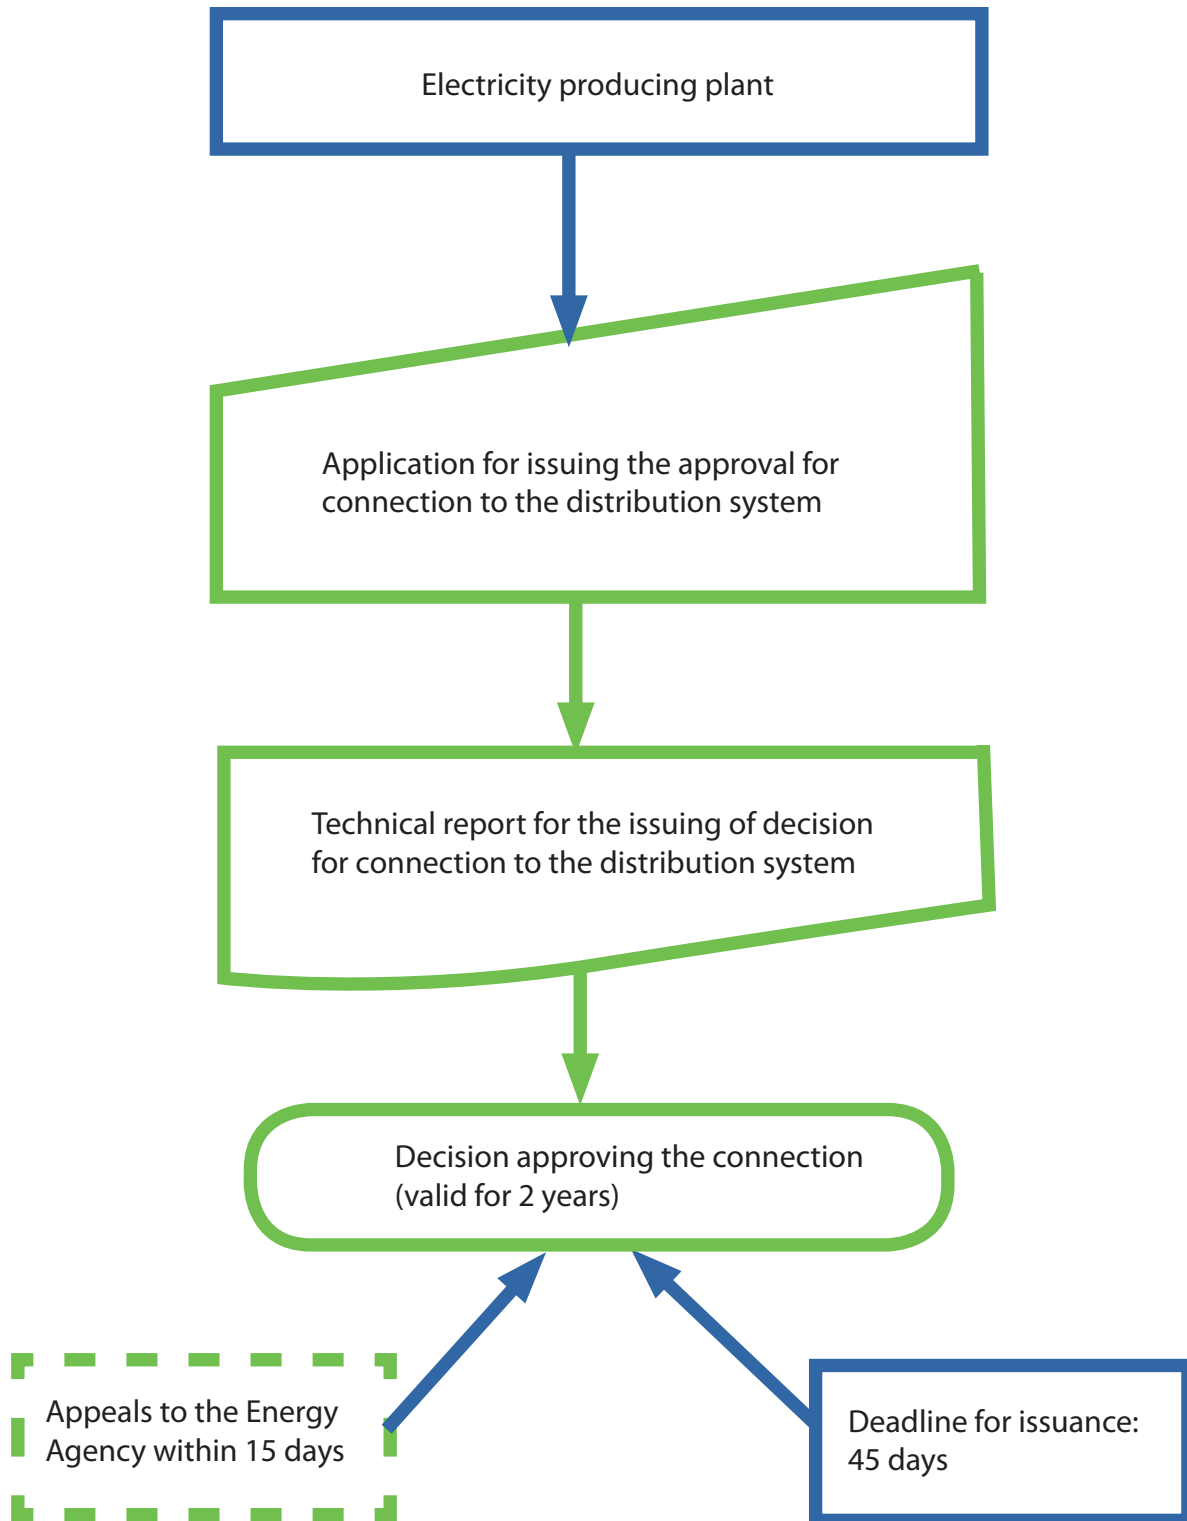 Electricity producing plant
Application for issuing the approval for
connection to the distribution system
Technical report for the issuing of decision
for connection to the distribution system
Decision approving the connection
(valid for 2 years)
Appeals to the Energy
Agency within 15 days
Deadline for issuance:
45 days